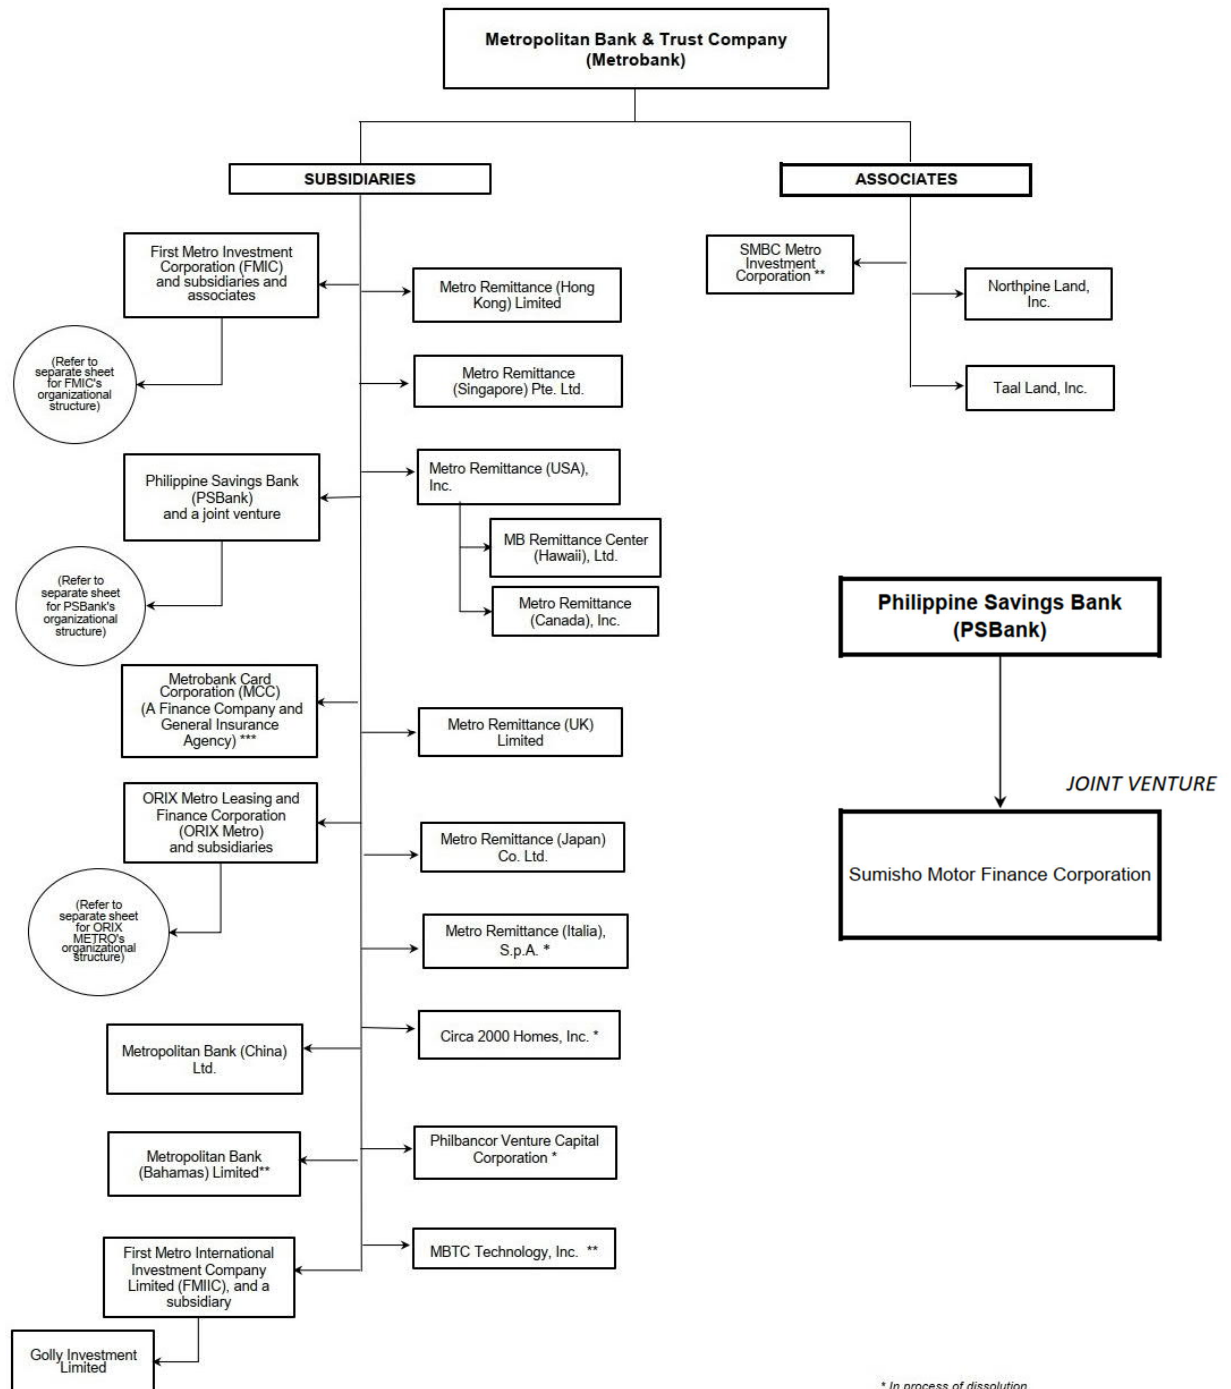 Metropolitan Bank & Trust Company
(Metrobank)
SUBSIDIARIES
ASSOCIATES
First Metro Investment
Corporation (FMIC)
and subsidiaries and
associates
(Refer to
separate sheet
for FMIC's
organizational
structure)
Philippine Savings Bank
(PSBank)
and a joint venture
(Refer to
separate sheet
for PSBank's
organizational
structure)
Metrobank Card
Corporation (MCC)
(A Finance Company and
General Insurance
Agency) ***
ORIX Metro Leasing and
Finance Corporation
(ORIX Metro)
and subsidiaries
(Refer to
separate sheet
for ORIX
METRO's
organizational
structure)
Metropolitan Bank (China)
Ltd.
Metropolitan Bank
(Bahamas) Limited**
First Metro International
Investment Company
Limited (FMIIC), and a
subsidiary
Golly Investment
Limited
Metro Remittance (Hong
Kong) Limited
Metro Remittance
(Singapore) Pte. Ltd.
Metro Remittance (USA),
Inc.
MB Remittance Center
(Hawaii), Ltd.
Metro Remittance
(Canada), Inc.
Metro Remittance (UK)
Limited
Metro Remittance (Japan)
Co. Ltd.
Metro Remittance (Italia),
S.p.A. *
Circa 2000 Homes, Inc. *
Philbancor Venture Capital
Corporation *
MBTC Technology, Inc. **
SMBC Metro
Investment
Corporation **
Northpine Land,
Inc.
Taal Land, Inc.
Philippine Savings Bank
(PSBank)
JOINT VENTURE
Sumisho Motor Finance Corporation
* In process of dissolution